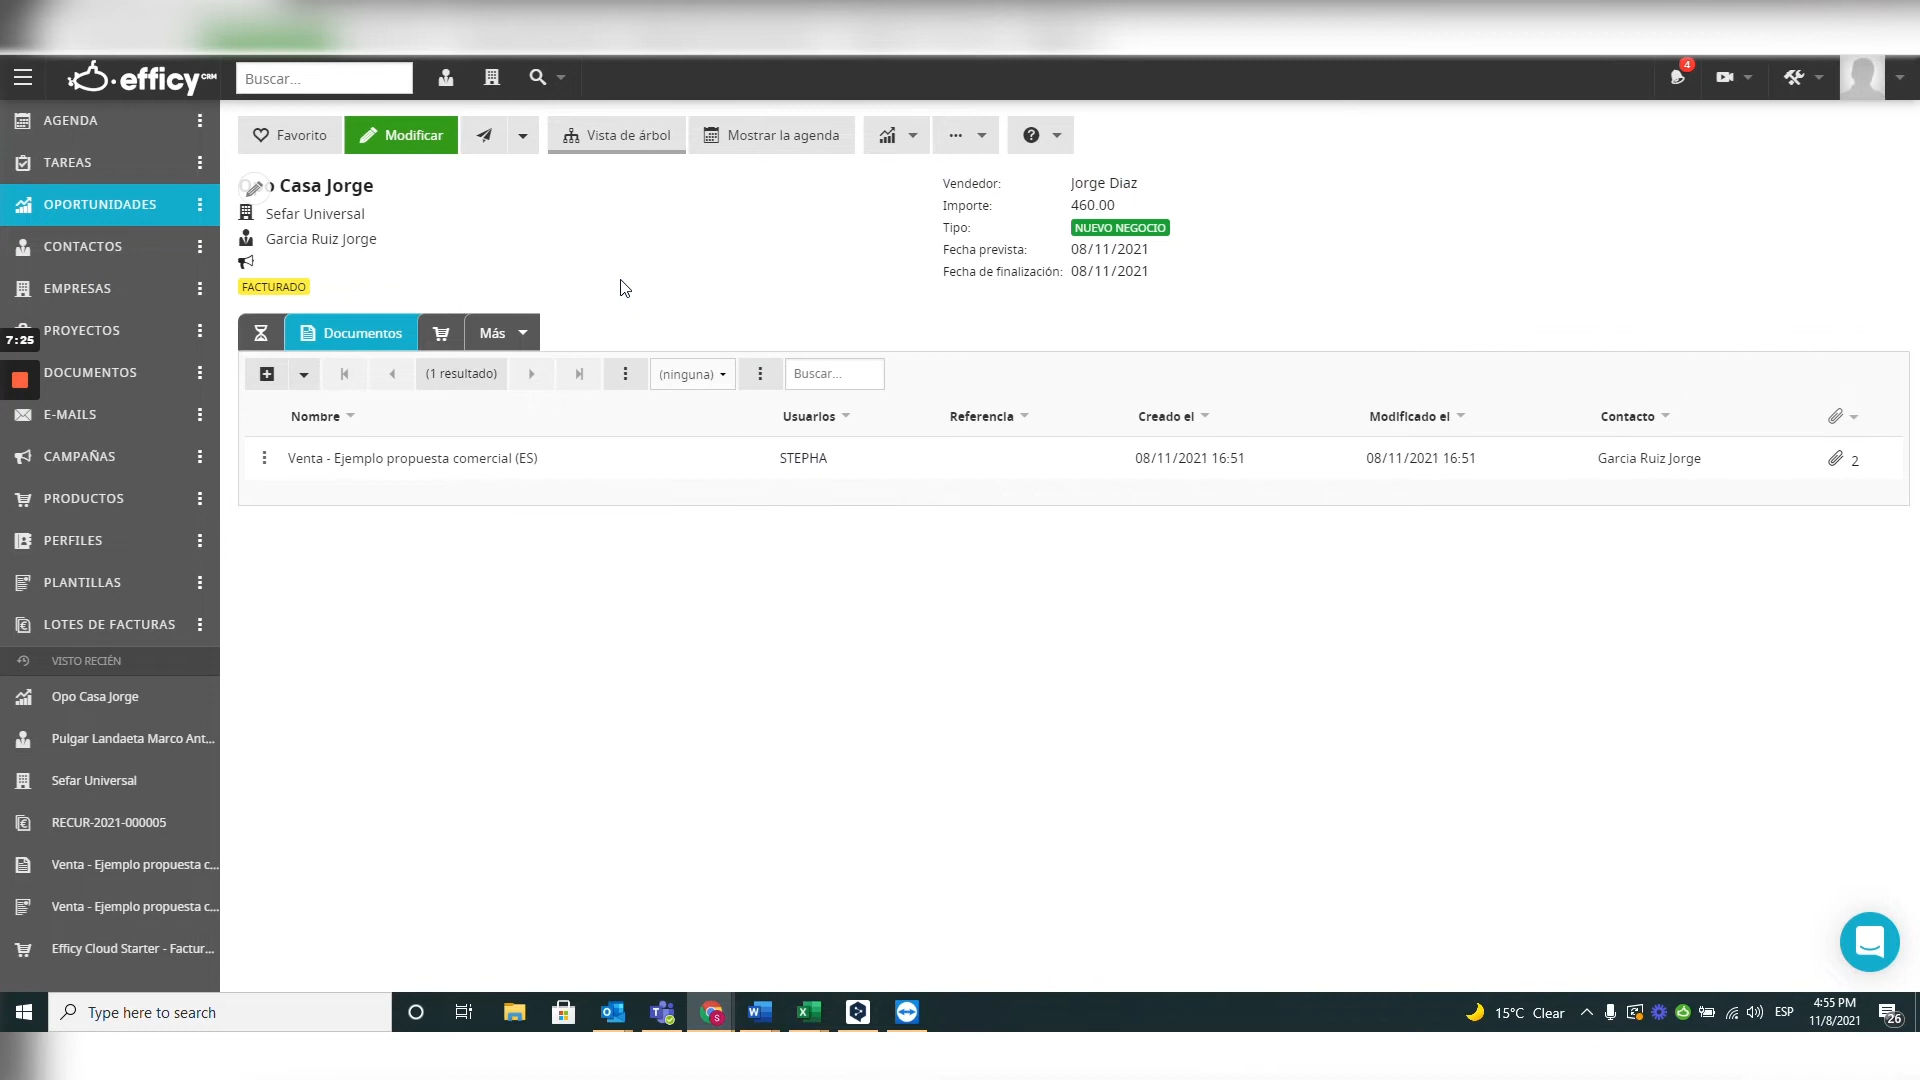 efficy CRM
Buscar...
4
AGENDA
TAREAS
OPORTUNIDADES
CONTACTOS
EMPRESAS
PROYECTOS
7:25
DOCUMENTOS
E-MAILS
CAMPAÑAS
PRODUCTOS
PERFILES
PLANTILLAS
LOTES DE FACTURAS
VISTO RECIÉN
Opo Casa Jorge
Pulgar Landaeta Marco Ant...
Sefar Universal
RECUR-2021-000005
Venta - Ejemplo propuesta c...
Venta - Ejemplo propuesta c...
Efficy Cloud Starter - Factur...
Favorito
Modificar
Vista de árbol
Mostrar la agenda
Opo Casa Jorge
Sefar Universal
Garcia Ruiz Jorge
FACTURADO
Vendedor: Jorge Diaz
Importe: 460.00
Tipo: NUEVO NEGOCIO
Fecha prevista: 08/11/2021
Fecha de finalización: 08/11/2021
Documentos
Más
(1 resultado)
(ninguna)
Buscar...
Nombre Usuarios Referencia Creado el Modificado el Contacto
Venta - Ejemplo propuesta comercial (ES) STEPHA 08/11/2021 16:51 08/11/2021 16:51 Garcia Ruiz Jorge 2
Type here to search
15°C Clear
ESP
4:55 PM
11/8/2021
26